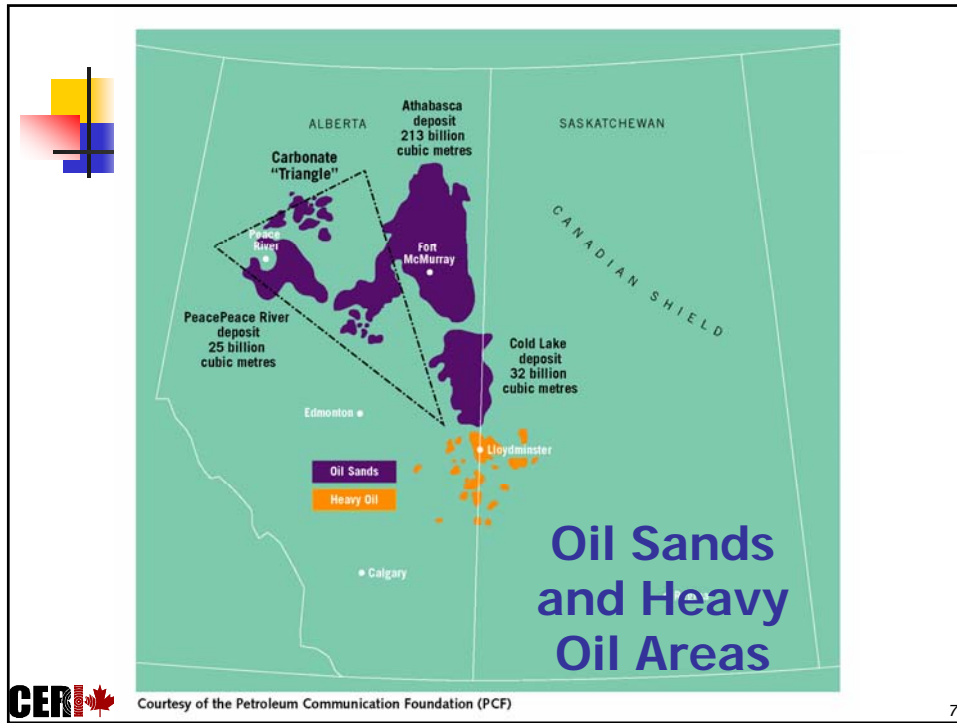 ALBERTA
SASKATCHEWAN
Athabasca
deposit
213 billion
cubic metres
Carbonate
“Triangle”
Peace
River
Fort
McMurray
CANADIAN SHIELD
PeacePeace River
deposit
25 billion
cubic metres
Cold Lake
deposit
32 billion
cubic metres
Edmonton
Lloydminster
Oil Sands
Heavy Oil
Calgary
Oil Sands
and Heavy
Oil Areas
CERI
Courtesy of the Petroleum Communication Foundation (PCF)
7